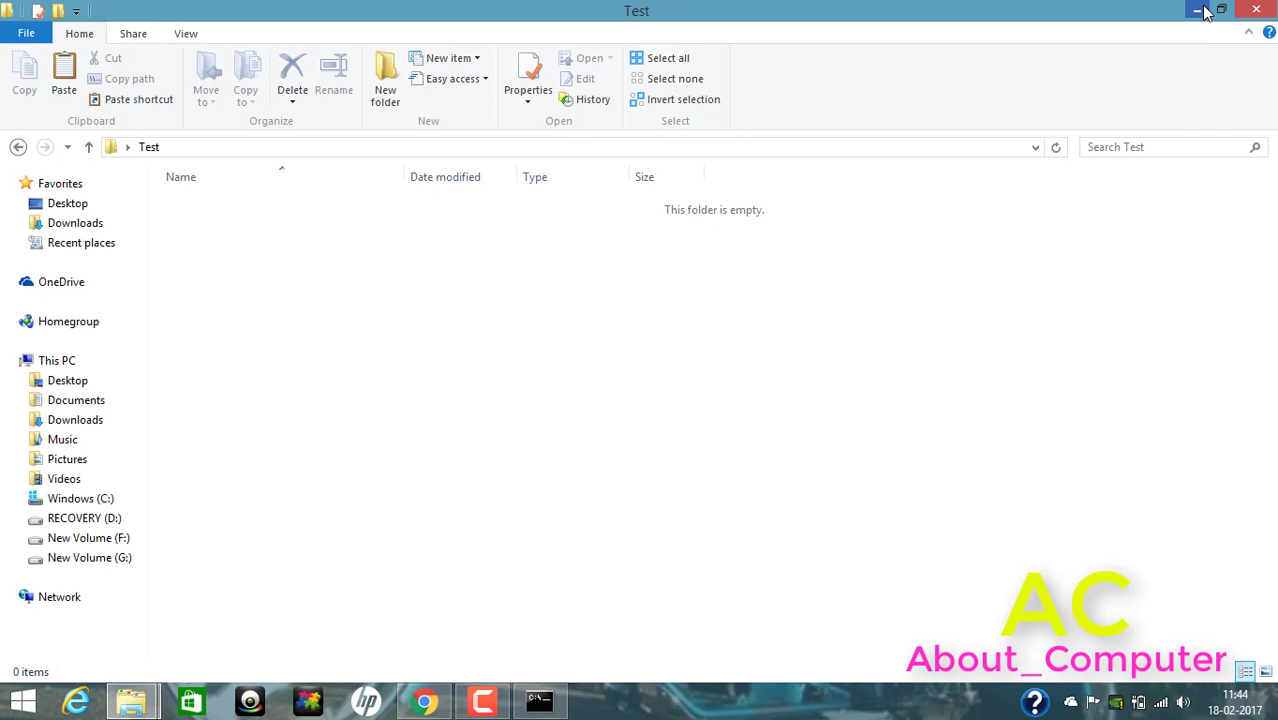 Test
File
Home
Share
View
Copy
Paste
Cut
Copy path
Paste shortcut
Clipboard
Move to
Copy to
Delete
Rename
Organize
New folder
New item
Easy access
New
Properties
Open
Edit
History
Open
Select all
Select none
Invert selection
Select
Test
Search Test
Name
Date modified
Type
Size
This folder is empty.
Favorites
Desktop
Downloads
Recent places
OneDrive
Homegroup
This PC
Desktop
Documents
Downloads
Music
Pictures
Videos
Windows (C:)
RECOVERY (D:)
New Volume (F:)
New Volume (G:)
Network
AC
About_Computer
0 items
hp
C:\
11:44
18-02-2017